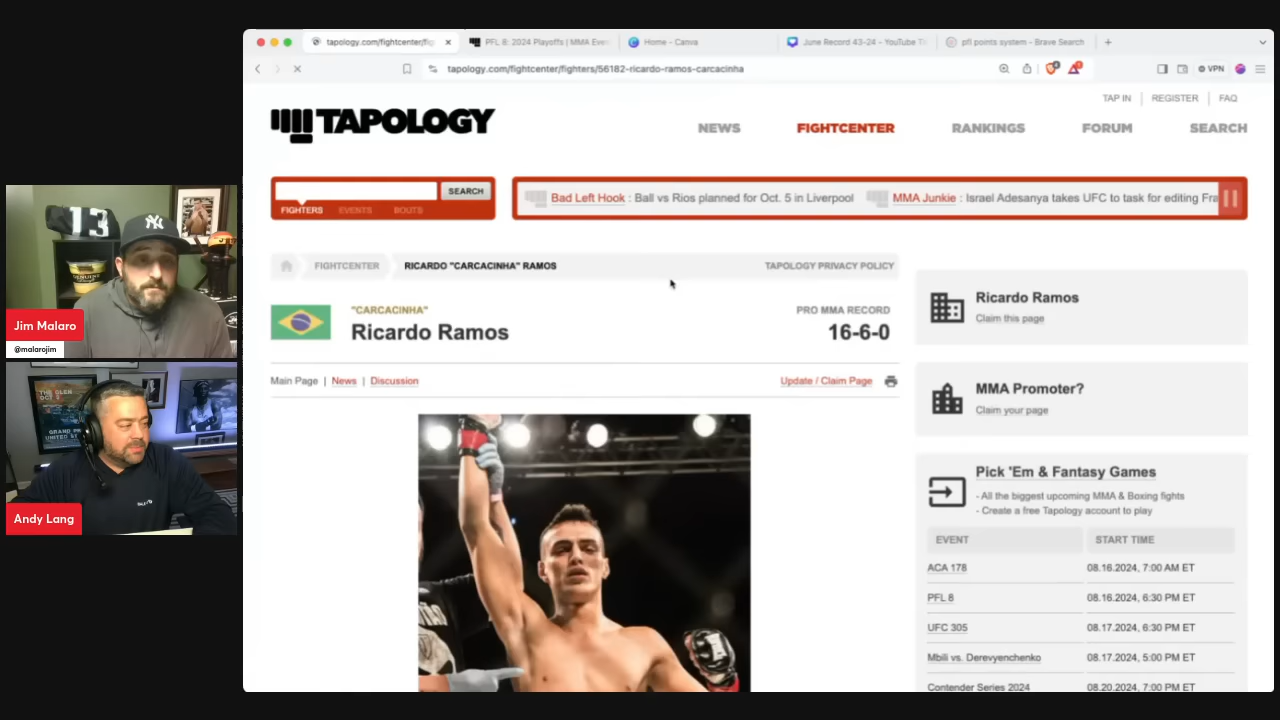 tapology.com/fightcenter/fig
PFL 8: 2024 Playoffs | MMA Even
Home - Canva
June Record 43-24 - YouTube T
pfl points system - Brave Search
tapology.com/fightcenter/fighters/56182-ricardo-ramos-carcacinha
VPN
TAP IN
REGISTER
FAQ
TAPOLOGY
NEWS
FIGHTCENTER
RANKINGS
FORUM
SEARCH
SEARCH
FIGHTERS
EVENTS
BOUTS
Bad Left Hook : Ball vs Rios planned for Oct. 5 in Liverpool
MMA Junkie : Israel Adesanya takes UFC to task for editing Fra
FIGHTCENTER
RICARDO "CARCACINHA" RAMOS
TAPOLOGY PRIVACY POLICY
"CARCACINHA"
Ricardo Ramos
PRO MMA RECORD
16-6-0
Main Page | News | Discussion
Update / Claim Page
Ricardo Ramos
Claim this page
MMA Promoter?
Claim your page
Pick 'Em & Fantasy Games
- All the biggest upcoming MMA & Boxing fights
- Create a free Tapology account to play
EVENT
START TIME
ACA 178
08.16.2024, 7:00 AM ET
PFL 8
08.16.2024, 6:30 PM ET
UFC 305
08.17.2024, 6:30 PM ET
Mbili vs. Derevyenchenko
08.17.2024, 5:00 PM ET
Contender Series 2024
08.20.2024, 7:00 PM ET
13
NY
Jim Malaro
@malarojim
THE GLEN
GRAND PRIX
UNITED ST
Andy Lang